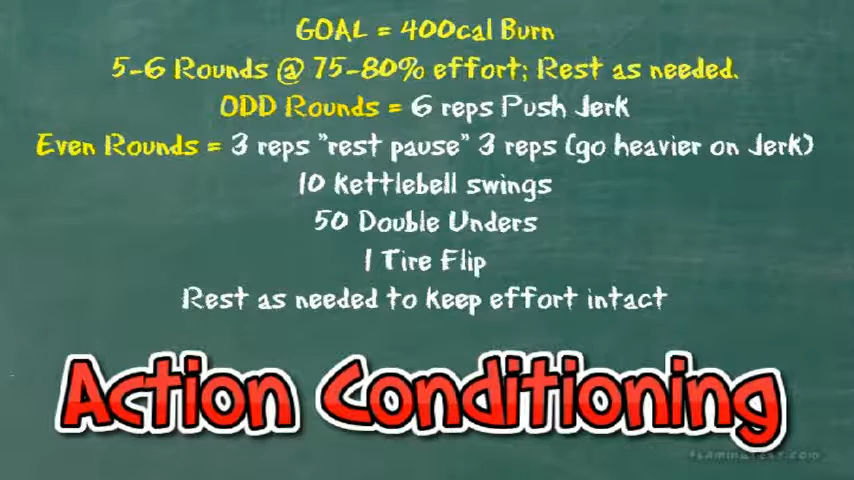 GOAL = 400cal Burn
5-6 Rounds @ 75-80% effort; Rest as needed.
ODD Rounds = 6 reps Push Jerk
Even Rounds = 3 reps "rest pause" 3 reps (go heavier on Jerk)
10 Kettlebell swings
50 Double Unders
1 Tire Flip
Rest as needed to keep effort intact
Action Conditioning